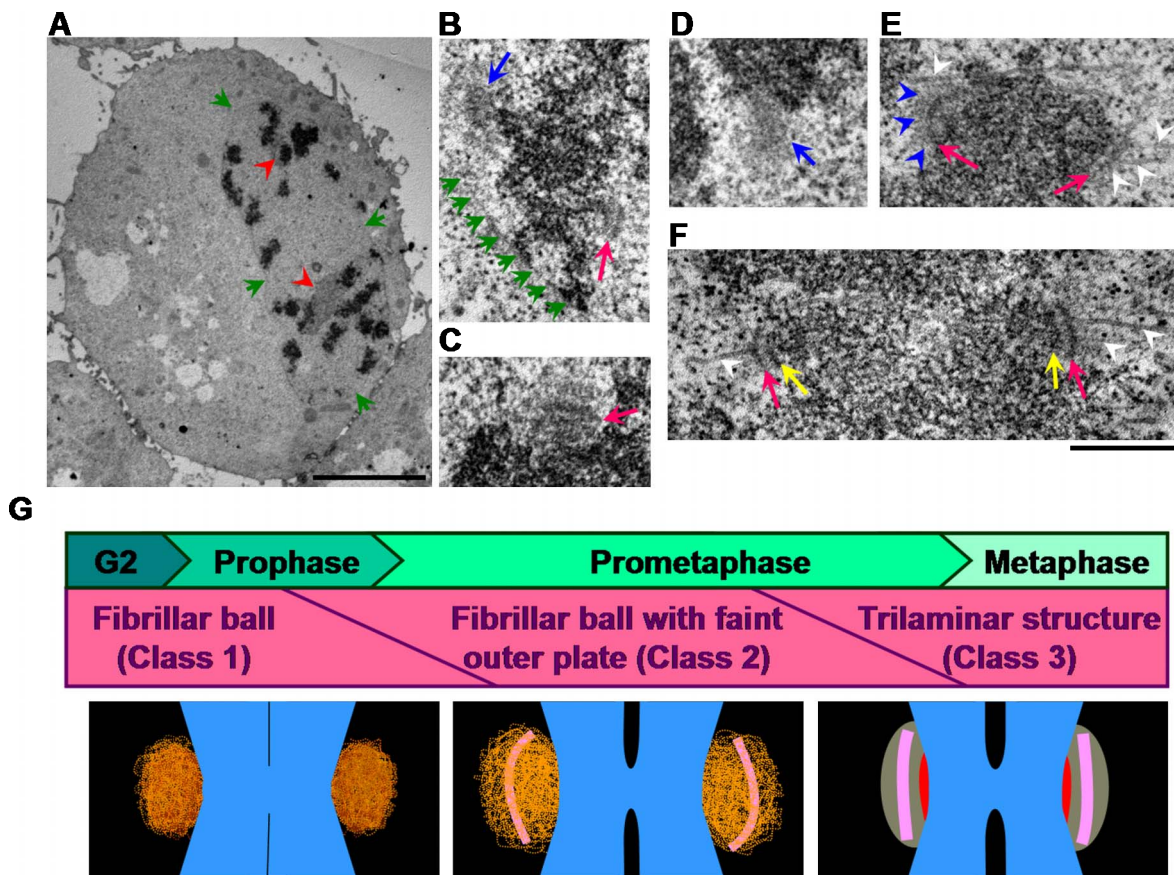 A
B
D
E
C
F
G
G2
Prophase
Prometaphase
Metaphase
Fibrillar ball
(Class 1)
Fibrillar ball with faint
outer plate (Class 2)
Trilaminar structure
(Class 3)